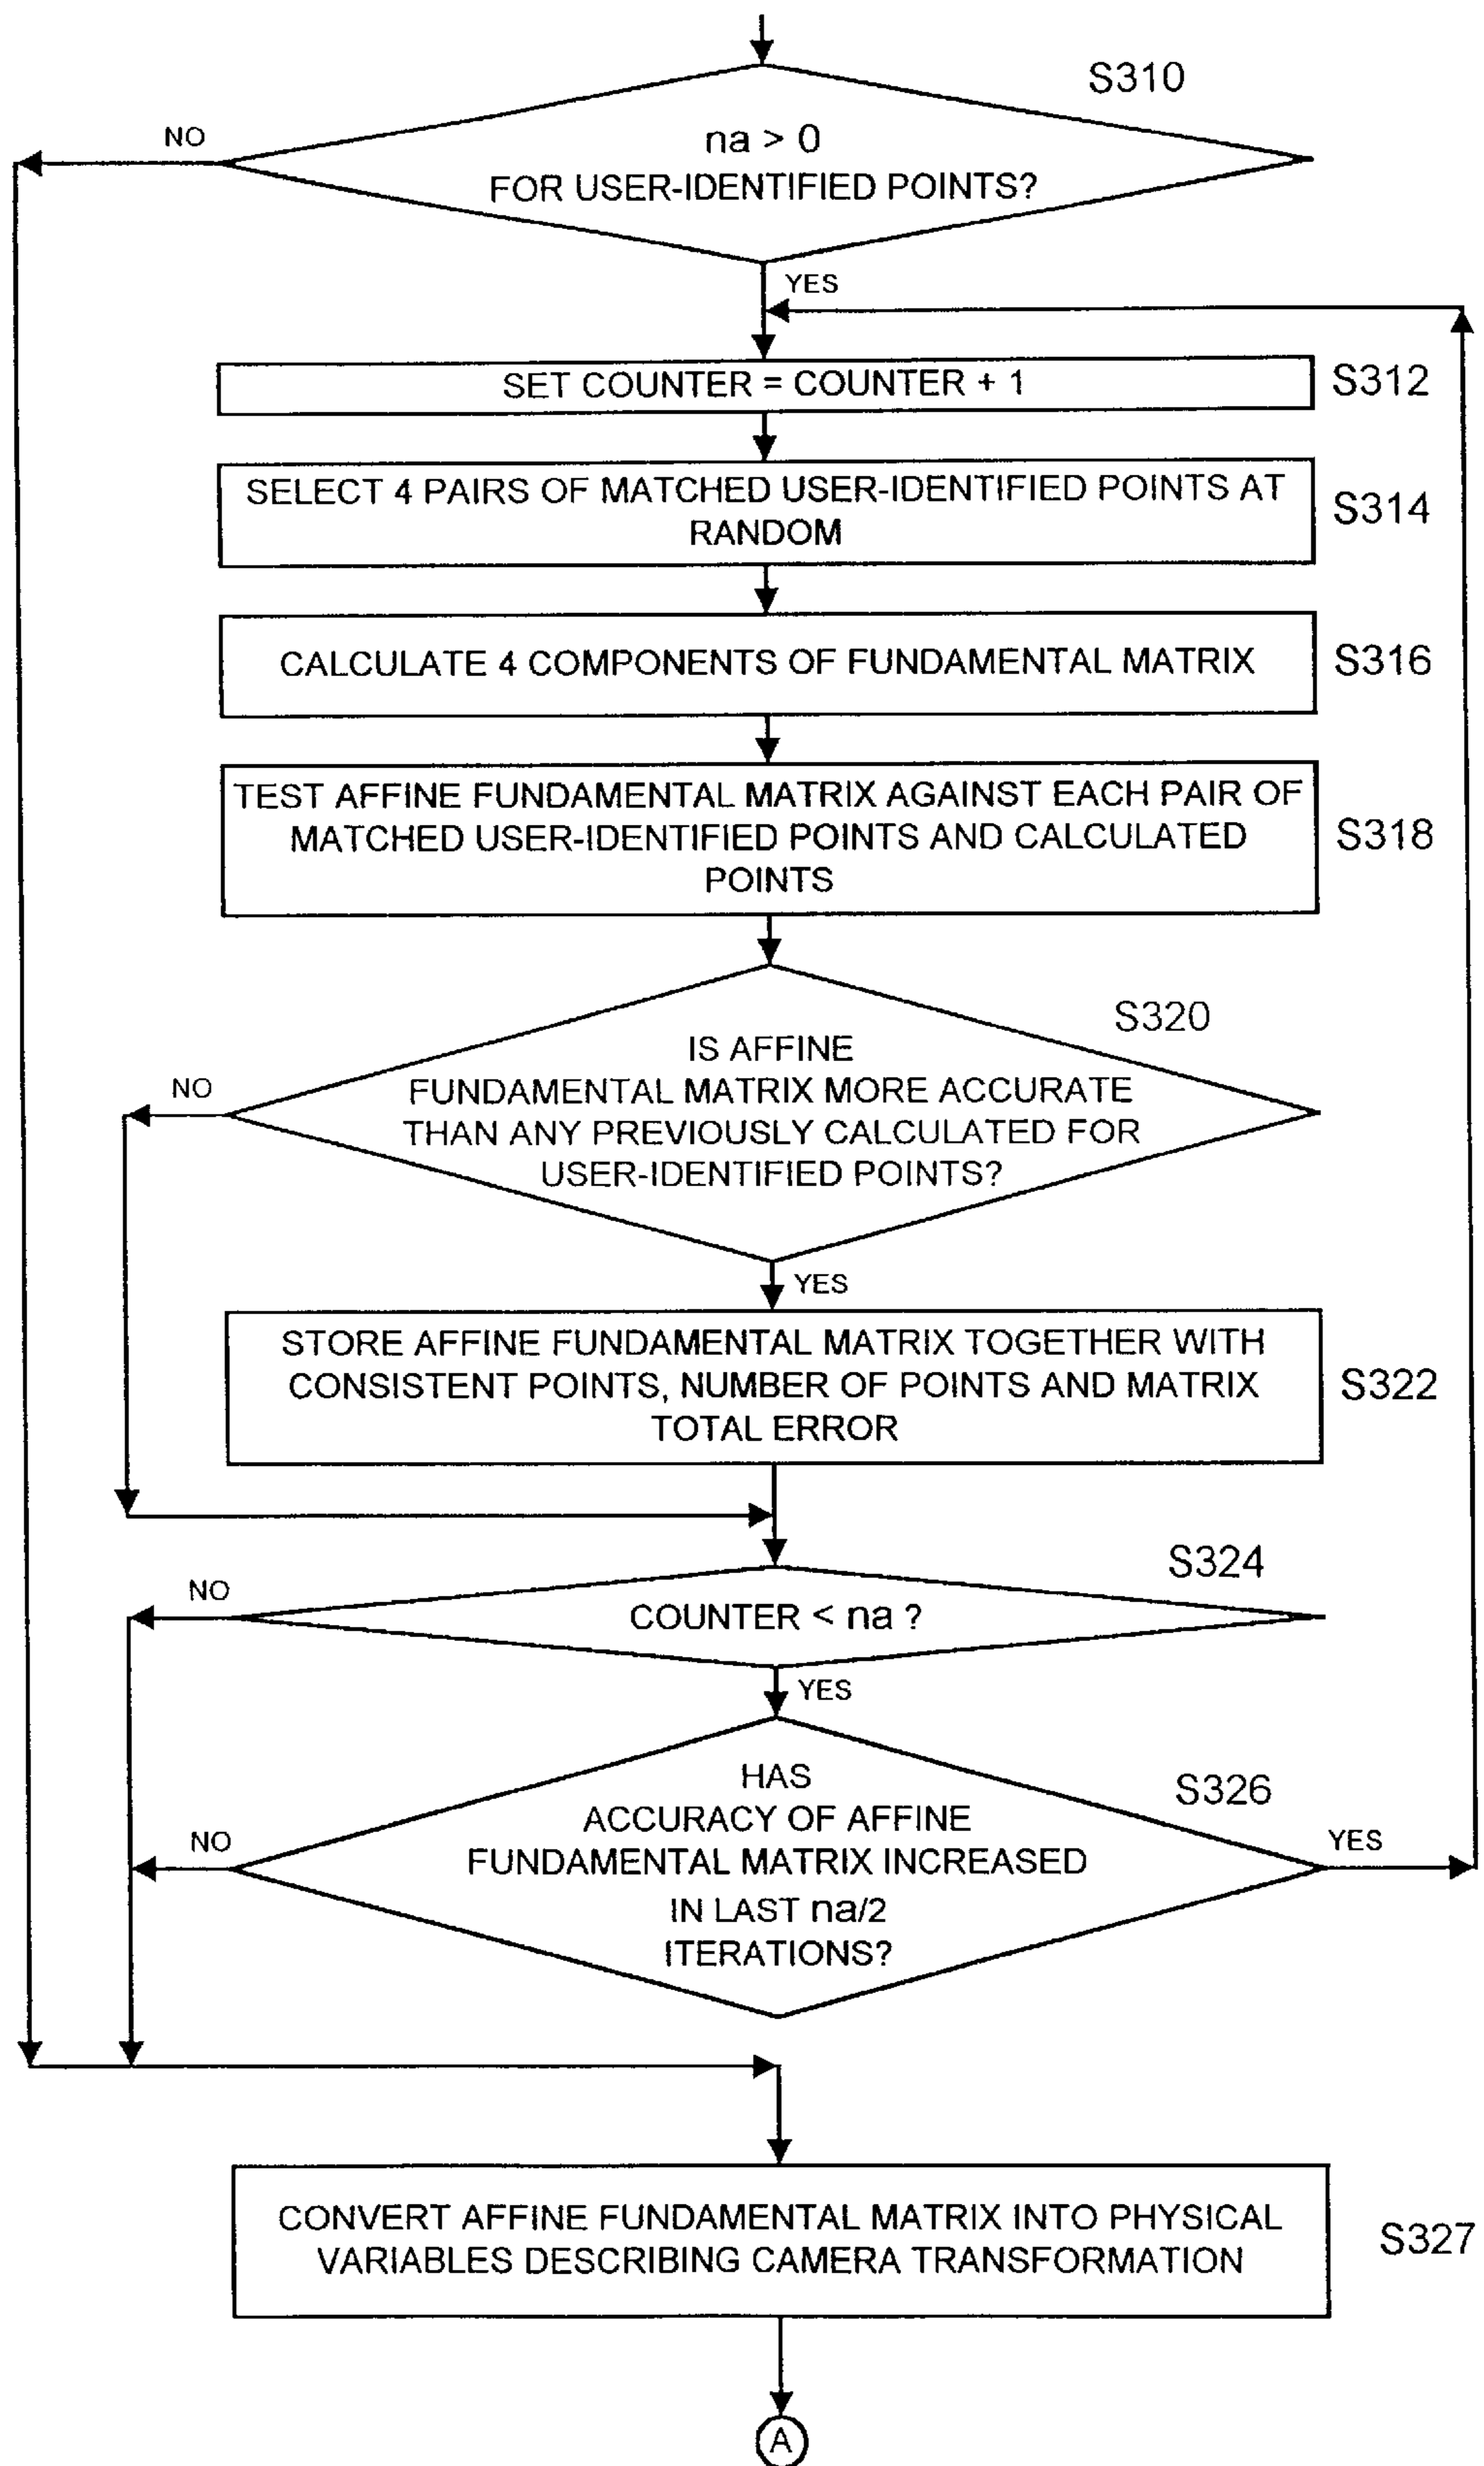 S310
NO
na > 0
FOR USER-IDENTIFIED POINTS?
YES
SET COUNTER = COUNTER + 1
S312
SELECT 4 PAIRS OF MATCHED USER-IDENTIFIED POINTS AT
RANDOM
S314
CALCULATE 4 COMPONENTS OF FUNDAMENTAL MATRIX
S316
TEST AFFINE FUNDAMENTAL MATRIX AGAINST EACH PAIR OF
MATCHED USER-IDENTIFIED POINTS AND CALCULATED
POINTS
S318
S320
NO
IS AFFINE
FUNDAMENTAL MATRIX MORE ACCURATE
THAN ANY PREVIOUSLY CALCULATED FOR
USER-IDENTIFIED POINTS?
YES
STORE AFFINE FUNDAMENTAL MATRIX TOGETHER WITH
CONSISTENT POINTS, NUMBER OF POINTS AND MATRIX
TOTAL ERROR
S322
S324
NO
COUNTER < na ?
YES
S326
HAS
ACCURACY OF AFFINE
FUNDAMENTAL MATRIX INCREASED
IN LAST na/2
ITERATIONS?
NO
YES
CONVERT AFFINE FUNDAMENTAL MATRIX INTO PHYSICAL
VARIABLES DESCRIBING CAMERA TRANSFORMATION
S327
A